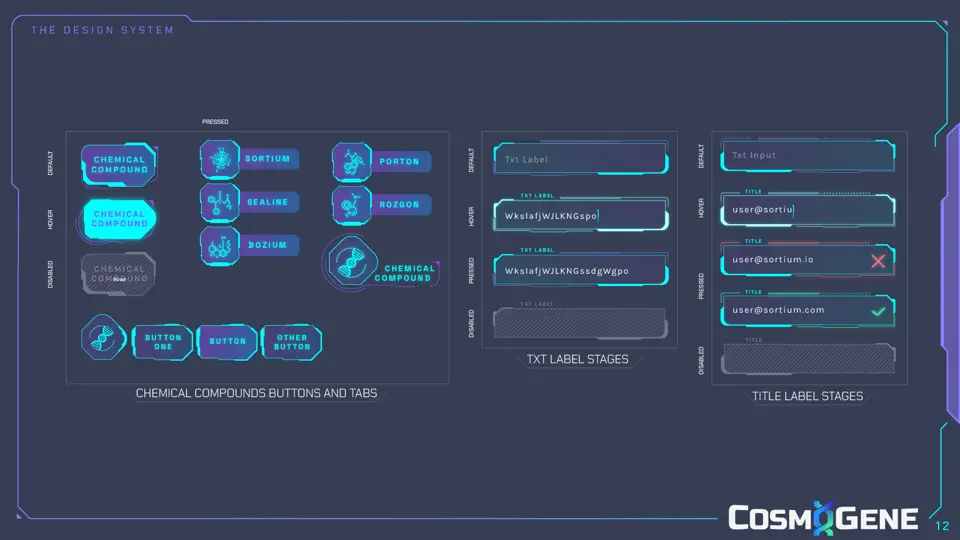 THE DESIGN SYSTEM
PRESSED
DEFAULT
HOVER
DISABLED
CHEMICAL
COMPOUND
CHEMICAL
COMPOUND
CHEMICAL
COMPOUND
SORTIUM
SEALINE
BOZIUM
PORTON
ROZGON
CHEMICAL
COMPOUND
BUTTON
ONE
BUTTON
OTHER
BUTTON
CHEMICAL COMPOUNDS BUTTONS AND TABS
DEFAULT
HOVER
PRESSED
DISABLED
Txt Label
TXT LABEL
WkslafjWJLKNGspo
TXT LABEL
WkslafjWJLKNGssdgWgpo
TXT LABEL
TXT LABEL STAGES
DEFAULT
HOVER
PRESSED
DISABLED
Txt Input
TITLE
user@sortiu
TITLE
user@sortium.io
TITLE
user@sortium.com
TITLE
TITLE LABEL STAGES
COSMOGENE
12